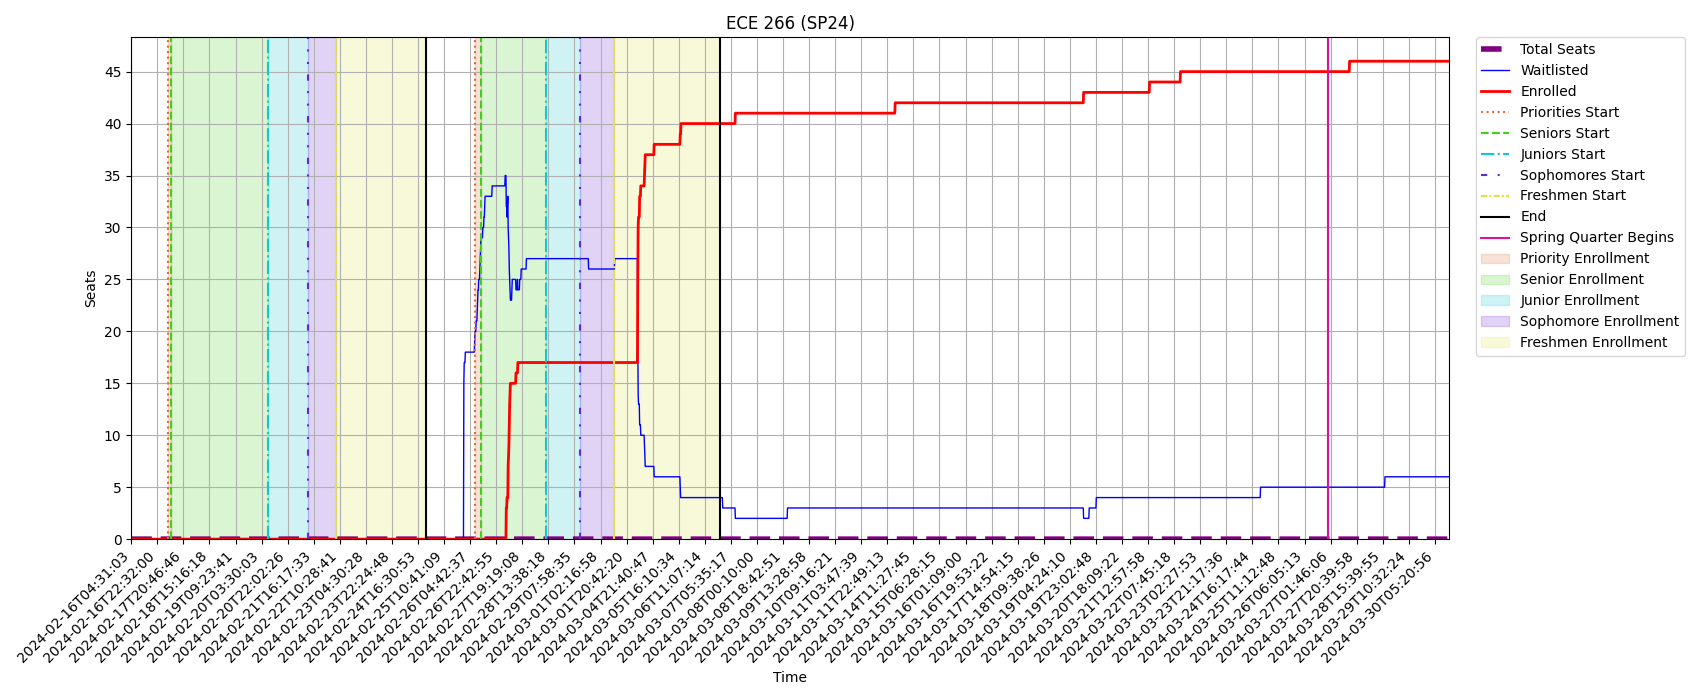 ECE 266 (SP24)
Seats
45
40
35
30
25
20
15
10
5
0
2024-02-16T04:31:03
2024-02-16T22:32:00
2024-02-17T20:46:46
2024-02-18T15:16:18
2024-02-19T09:23:41
2024-02-20T03:30:03
2024-02-20T22:02:26
2024-02-21T16:17:33
2024-02-22T10:28:41
2024-02-23T04:30:28
2024-02-23T22:24:48
2024-02-24T16:30:53
2024-02-25T10:41:09
2024-02-26T04:42:37
2024-02-26T22:42:55
2024-02-27T19:19:08
2024-02-28T13:38:18
2024-02-29T07:58:35
2024-03-01T02:16:58
2024-03-01T20:42:20
2024-03-04T21:40:47
2024-03-05T16:10:34
2024-03-06T11:07:14
2024-03-07T05:35:17
2024-03-08T00:10:00
2024-03-08T18:42:51
2024-03-09T13:28:58
2024-03-10T09:16:21
2024-03-11T03:47:39
2024-03-11T22:49:13
2024-03-14T11:27:45
2024-03-15T06:28:15
2024-03-16T01:09:00
2024-03-16T19:53:22
2024-03-17T14:54:15
2024-03-18T09:38:26
2024-03-19T04:24:10
2024-03-19T23:02:48
2024-03-20T18:09:22
2024-03-21T12:57:58
2024-03-22T07:45:18
2024-03-23T02:27:53
2024-03-23T21:17:36
2024-03-24T16:17:44
2024-03-25T11:12:48
2024-03-26T06:05:13
2024-03-27T01:46:06
2024-03-27T20:39:58
2024-03-28T15:39:55
2024-03-29T10:32:24
2024-03-30T05:20:56
Time
Total Seats
Waitlisted
Enrolled
Priorities Start
Seniors Start
Juniors Start
Sophomores Start
Freshmen Start
End
Spring Quarter Begins
Priority Enrollment
Senior Enrollment
Junior Enrollment
Sophomore Enrollment
Freshmen Enrollment